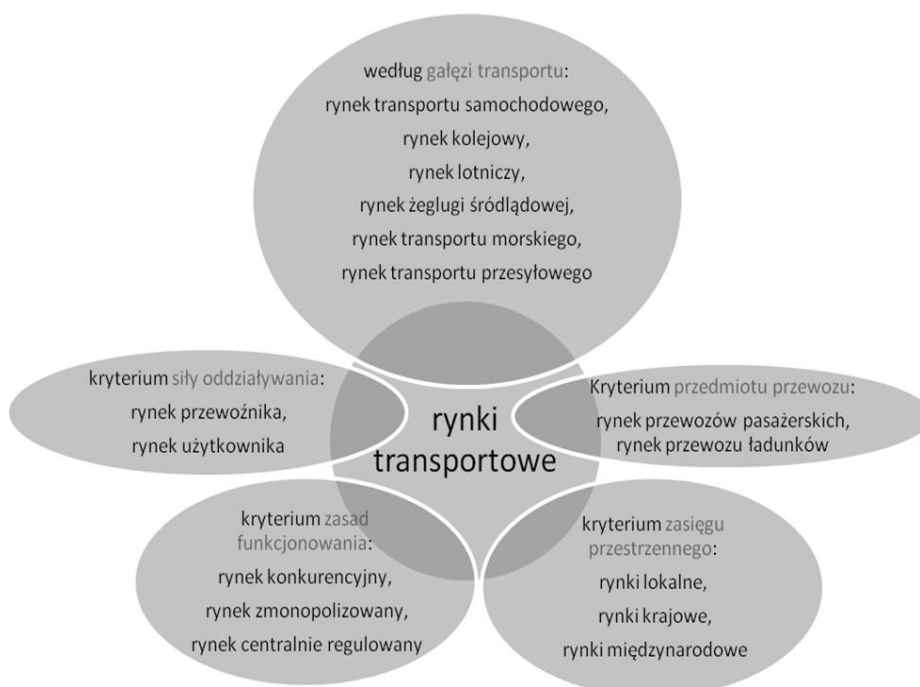 według gałęzi transportu:
rynek transportu samochodowego,
rynek kolejowy,
rynek lotniczy,
rynek żeglugi śródlądowej,
rynek transportu morskiego,
rynek transportu przesyłowego
kryterium siły oddziaływania:
rynek przewoźnika,
rynek użytkownika
rynki
transportowe
Kryterium przedmiotu przewozu:
rynek przewozów pasażerskich,
rynek przewozu ładunków
kryterium zasad
funkcjonowania:
rynek konkurencyjny,
rynek zmonopolizowany,
rynek centralnie regulowany
kryterium zasięgu
przestrzennego:
rynki lokalne,
rynki krajowe,
rynki międzynarodowe